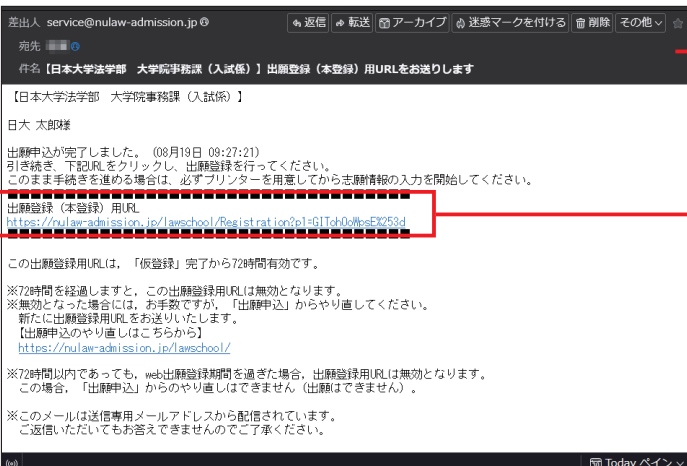 差出人 service@nulaw-admission.jp
返信 転送 アーカイブ 迷惑マークを付ける 削除 その他
宛先
件名【日本大学法学部　大学院事務課（入試係）】出願登録（本登録）用URLをお送りします
【日本大学法学部　大学院事務課（入試係）】
日大 太郎様
出願申込が完了しました。（08月19日 09:27:21）
引き続き、下記URLをクリックし、出願登録を行ってください。
このまま手続きを進める場合は、必ずプリンターを用意してから志願情報の入力を開始してください。
出願登録（本登録）用URL
https://nulaw-admission.jp/lawschool/Registration?p1=GITohOoWpsE%253d
この出願登録用URLは，「仮登録」完了から72時間有効です。
※72時間を経過しますと，この出願登録用URLは無効となります。
※無効となった場合には，お手数ですが，「出願申込」からやり直してください。
新たに出願登録用URLをお送りいたします。
【出願申込のやり直しはこちらから】
https://nulaw-admission.jp/lawschool/
※72時間以内であっても，web出願登録期間を過ぎた場合，出願登録用URLは無効となります。
この場合，「出願申込」からのやり直しはできません（出願はできません）。
※このメールは送信専用メールアドレスから配信されています。
ご返信いただいてもお答えできませんのでご了承ください。
Today ペイン